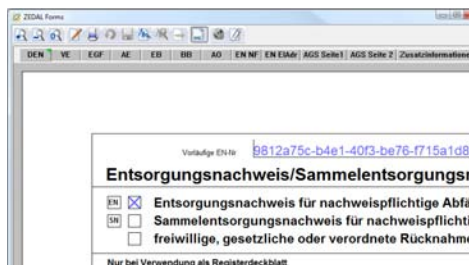 ZEDAL Forms
DEN VE EGF AE EB BB AO EN NF EN ElAdr AGS Seite1 AGS Seite 2 Zusatzinformatione
Vorläufige EN-Nr 9812a75c-b4e1-40f3-be76-f715a1d8
Entsorgungsnachweis/Sammelentsorgungsn
EN Entsorgungsnachweis für nachweispflichtige Abfä
SN Sammelentsorgungsnachweis für nachweispflichti
freiwillige, gesetzliche oder verordnete Rücknahme
Nur bei Verwendung als Registerdeckblatt